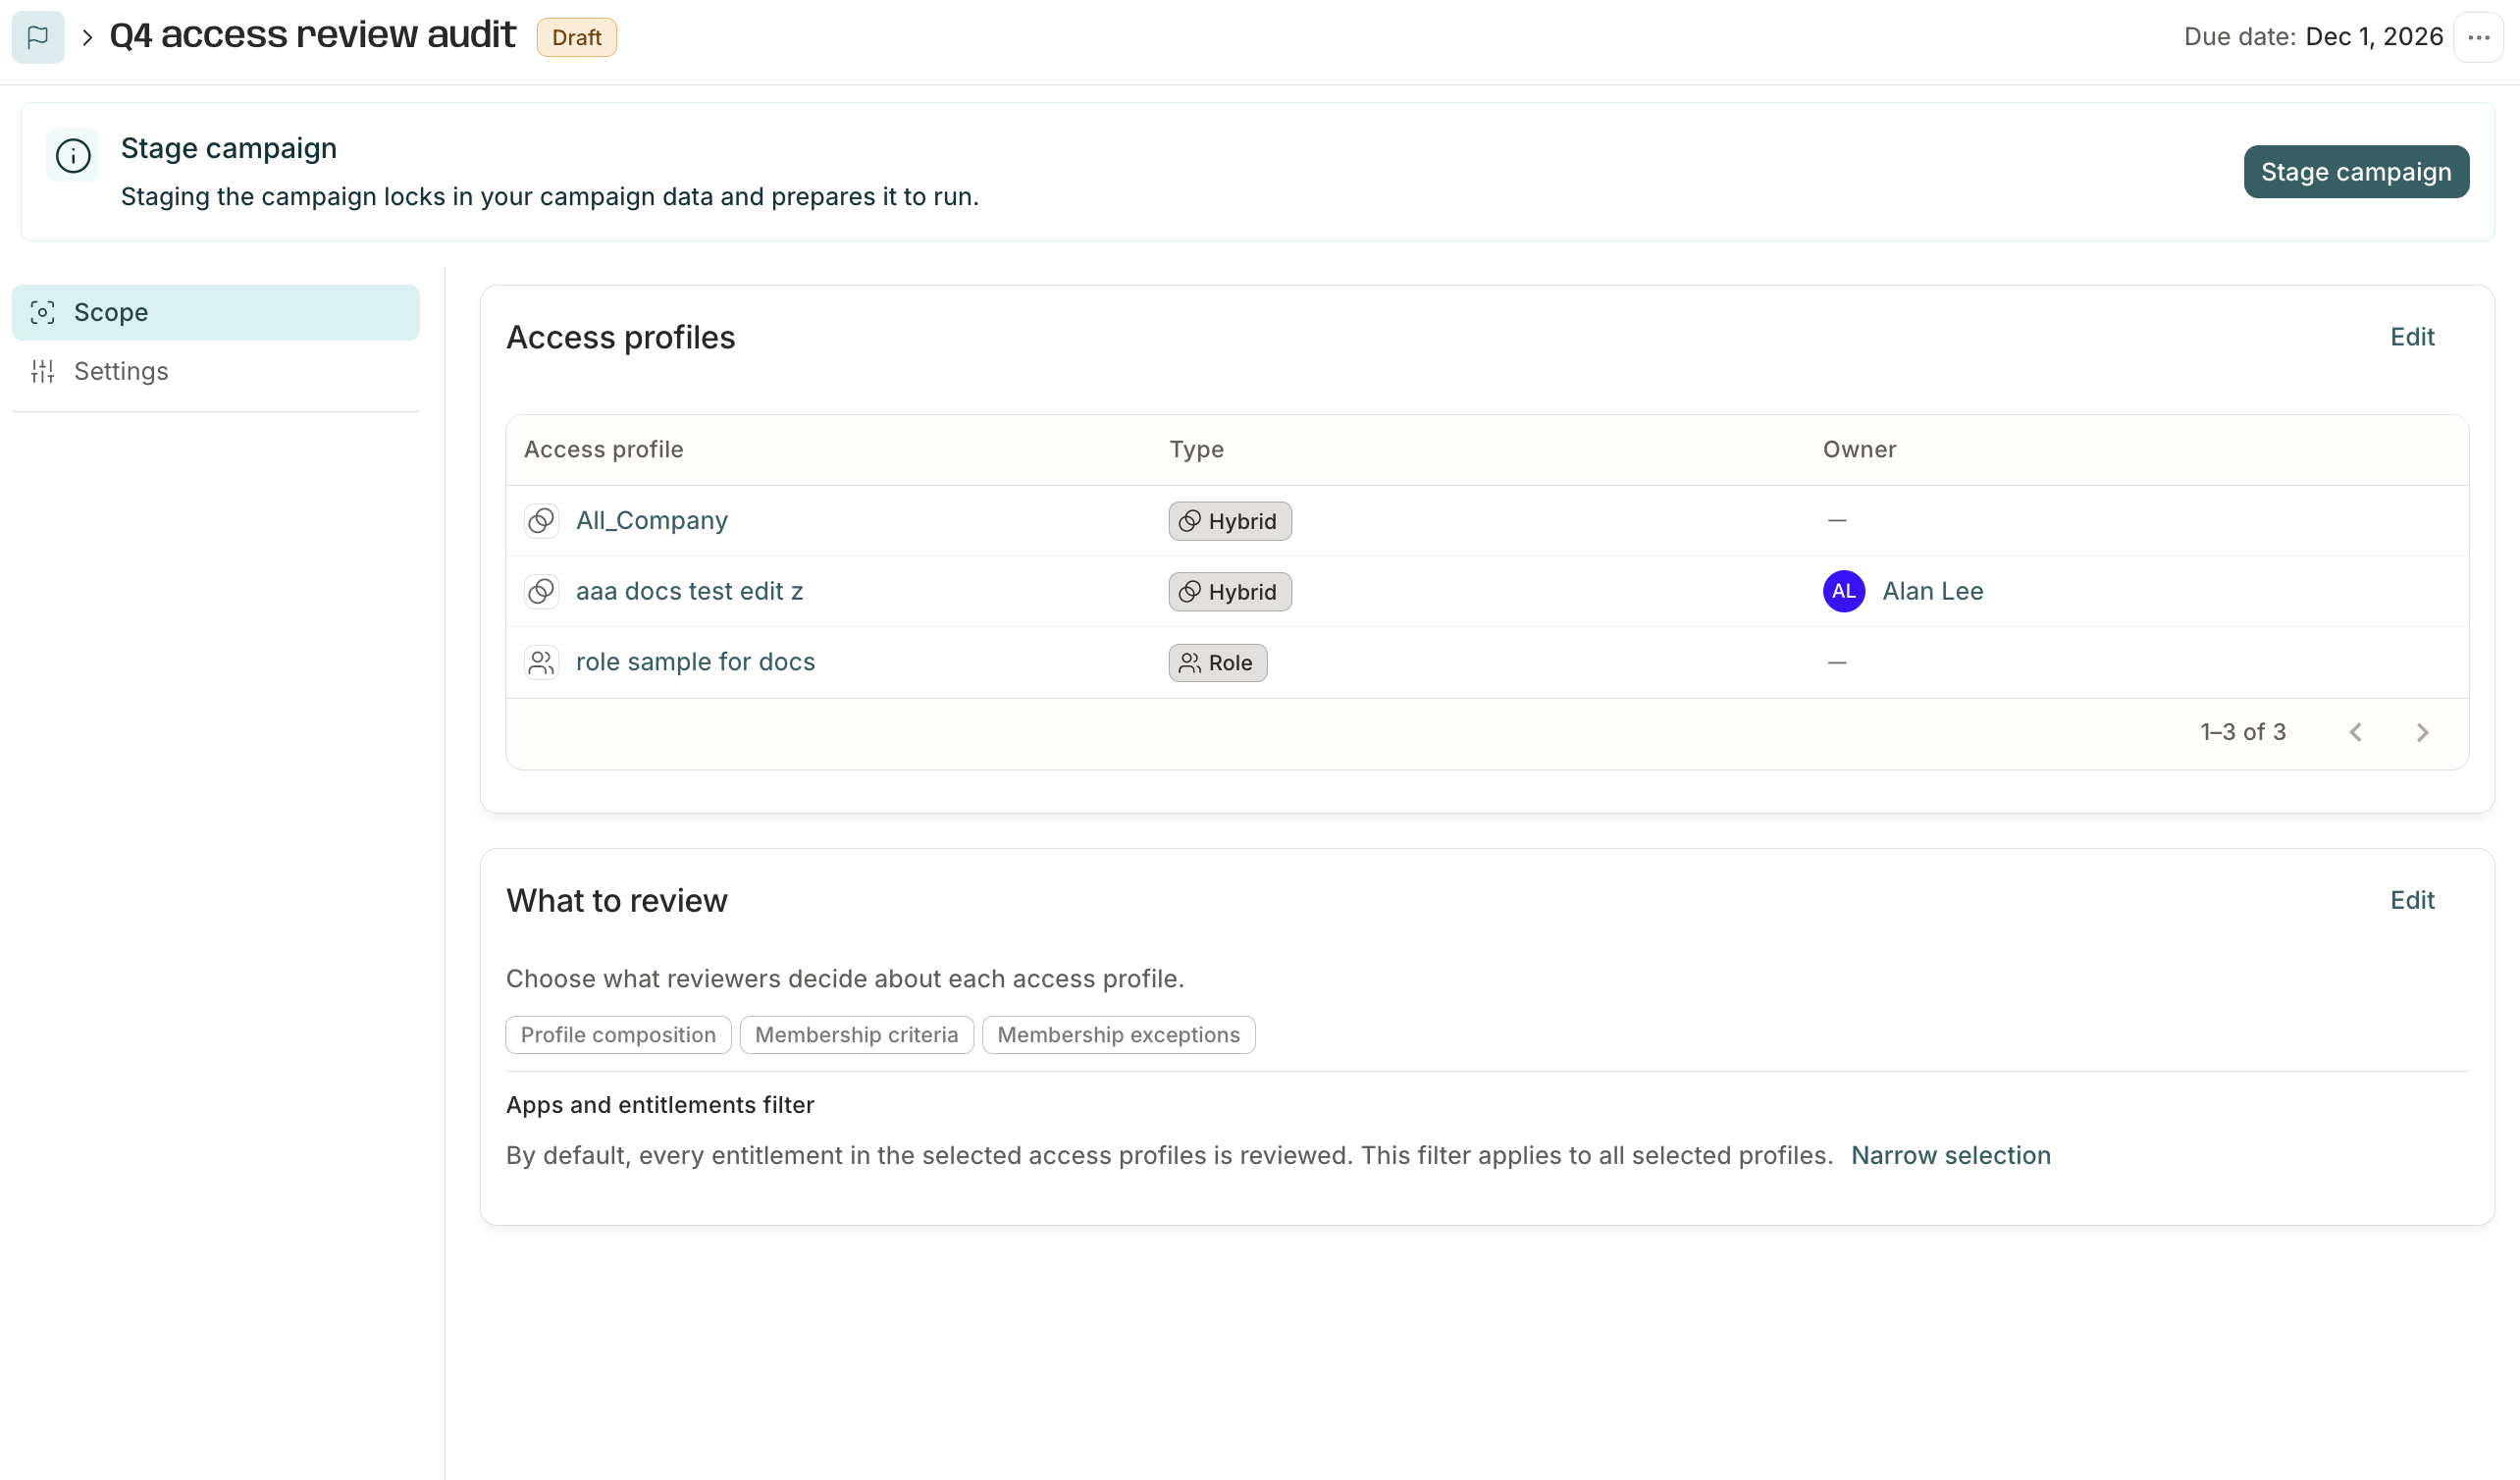 Q4 access review audit
Draft
Due date: Dec 1, 2026
Stage campaign
Staging the campaign locks in your campaign data and prepares it to run.
Stage campaign
Scope
Settings
Access profiles
Edit
Access profile Type Owner
All_Company Hybrid —
aaa docs test edit z Hybrid AL Alan Lee
role sample for docs Role —
1–3 of 3
What to review
Edit
Choose what reviewers decide about each access profile.
Profile composition Membership criteria Membership exceptions
Apps and entitlements filter
By default, every entitlement in the selected access profiles is reviewed. This filter applies to all selected profiles. Narrow selection